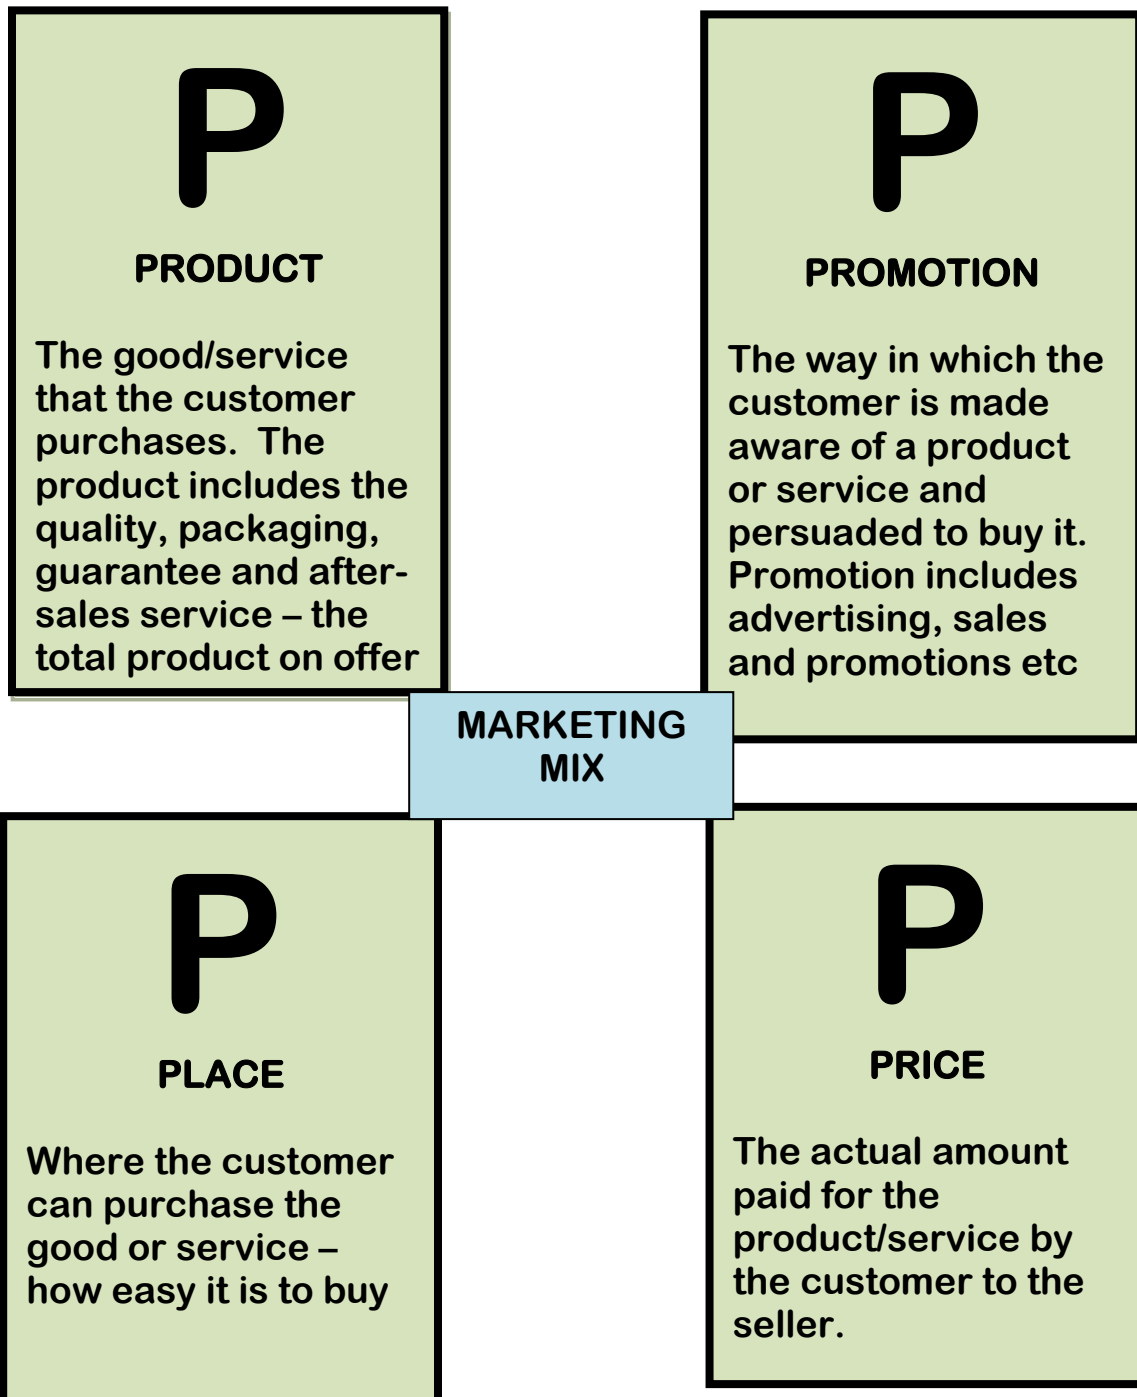 P
PRODUCT
The good/service
that the customer
purchases.  The
product includes the
quality, packaging,
guarantee and after-
sales service – the
total product on offer
P
PROMOTION
The way in which the
customer is made
aware of a product
or service and
persuaded to buy it.
Promotion includes
advertising, sales
and promotions etc
MARKETING
MIX
P
PLACE
Where the customer
can purchase the
good or service –
how easy it is to buy
P
PRICE
The actual amount
paid for the
product/service by
the customer to the
seller.